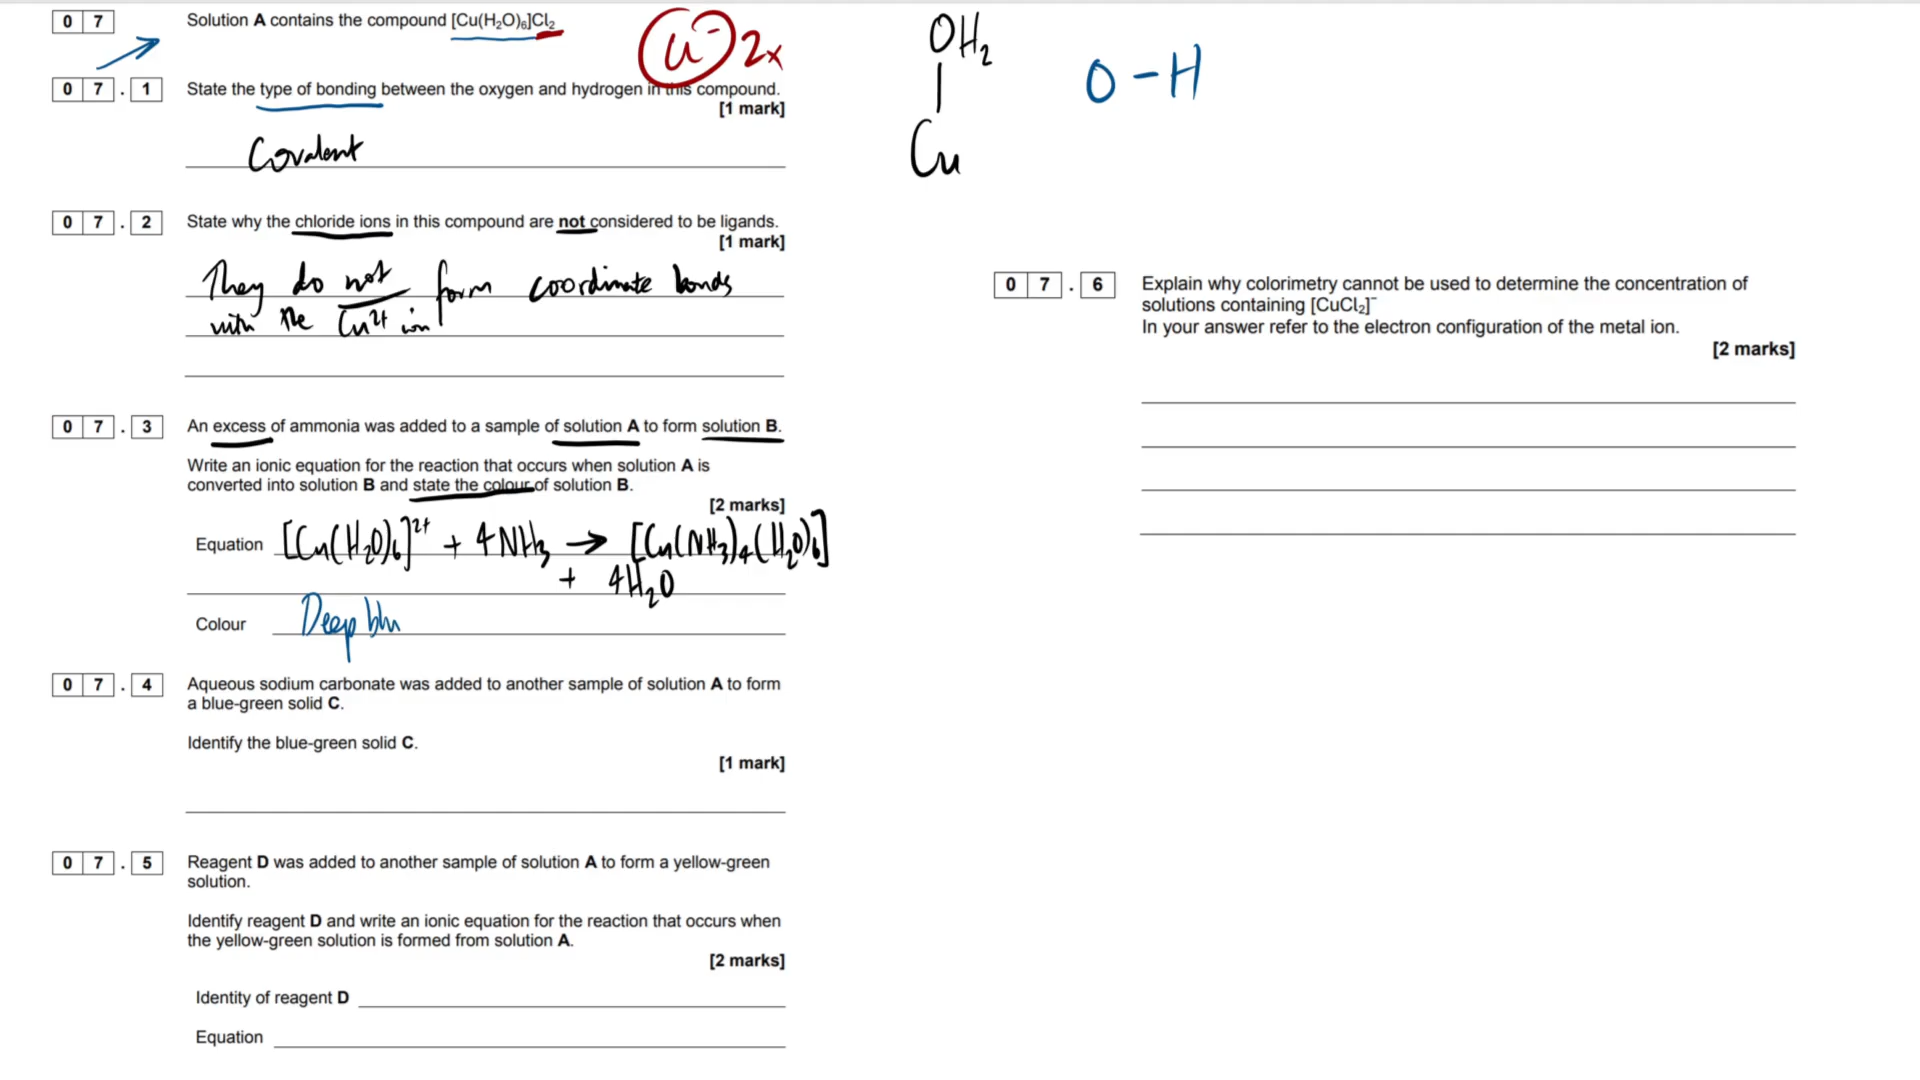 0 7 Solution A contains the compound [Cu(H₂O)₆]Cl₂
Cl⁻ 2x
0 7 . 1 State the type of bonding between the oxygen and hydrogen in this compound.
[1 mark]
Covalent
0 7 . 2 State why the chloride ions in this compound are not considered to be ligands.
[1 mark]
They do not form coordinate bonds
with the Cu²⁺ ion
0 7 . 3 An excess of ammonia was added to a sample of solution A to form solution B.
Write an ionic equation for the reaction that occurs when solution A is
converted into solution B and state the colour of solution B.
[2 marks]
Equation [Cu(H₂O)₆]²⁺ + 4NH₃ → [Cu(NH₃)₄(H₂O)₆]
+ 4H₂O
Colour Deep blu
0 7 . 4 Aqueous sodium carbonate was added to another sample of solution A to form
a blue-green solid C.
Identify the blue-green solid C.
[1 mark]
0 7 . 5 Reagent D was added to another sample of solution A to form a yellow-green
solution.
Identify reagent D and write an ionic equation for the reaction that occurs when
the yellow-green solution is formed from solution A.
[2 marks]
Identity of reagent D
Equation
OH₂
Cu
O - H
0 7 . 6 Explain why colorimetry cannot be used to determine the concentration of
solutions containing [CuCl₂]⁻
In your answer refer to the electron configuration of the metal ion.
[2 marks]